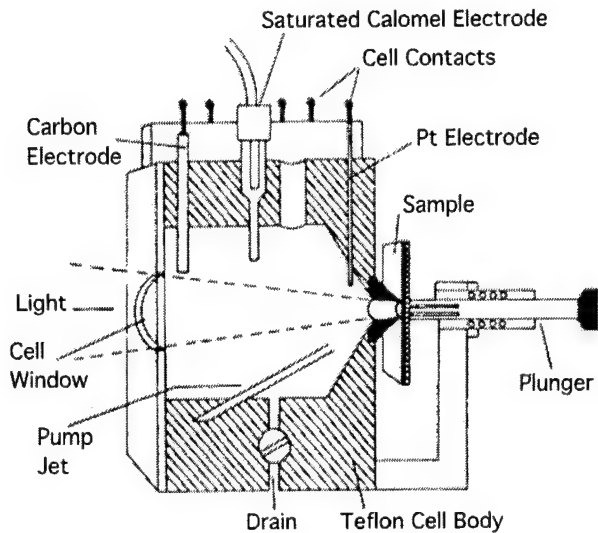 Saturated Calomel Electrode
Cell Contacts
Carbon
Electrode
Pt Electrode
Sample
Light
Cell
Window
Plunger
Pump
Jet
Drain
Teflon Cell Body